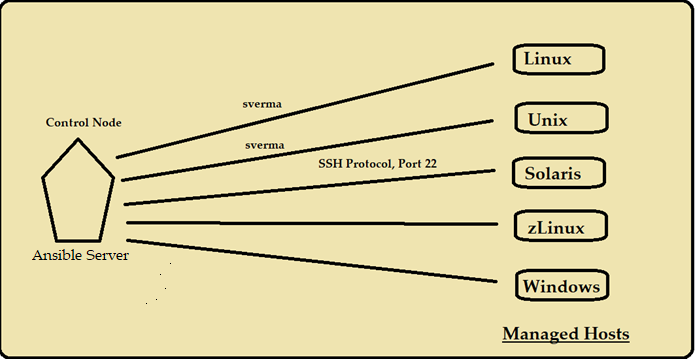 Linux
sverma
Control Node
Unix
sverma
SSH Protocol, Port 22
Solaris
zLinux
Ansible Server
Windows
Managed Hosts